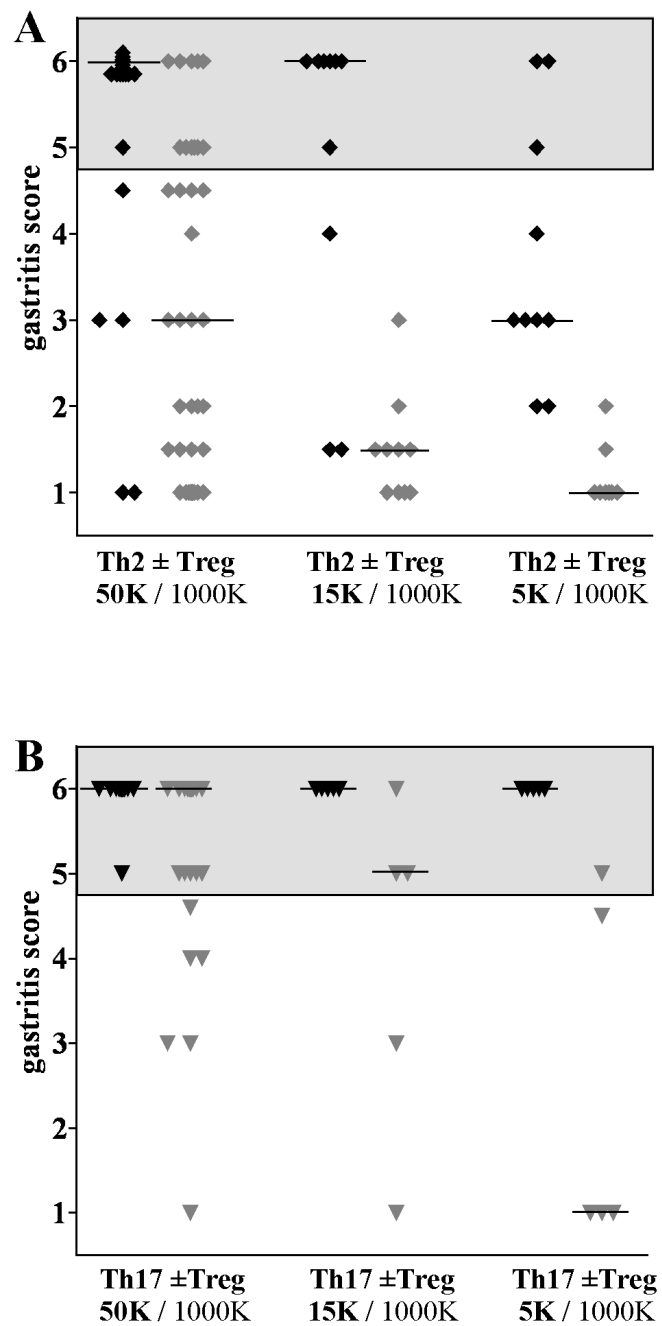 A
gastritis score
6
5
4
3
2
1
Th2 ± Treg
50K / 1000K
Th2 ± Treg
15K / 1000K
Th2 ± Treg
5K / 1000K
B
gastritis score
6
5
4
3
2
1
Th17 ±Treg
50K / 1000K
Th17 ±Treg
15K / 1000K
Th17 ±Treg
5K / 1000K